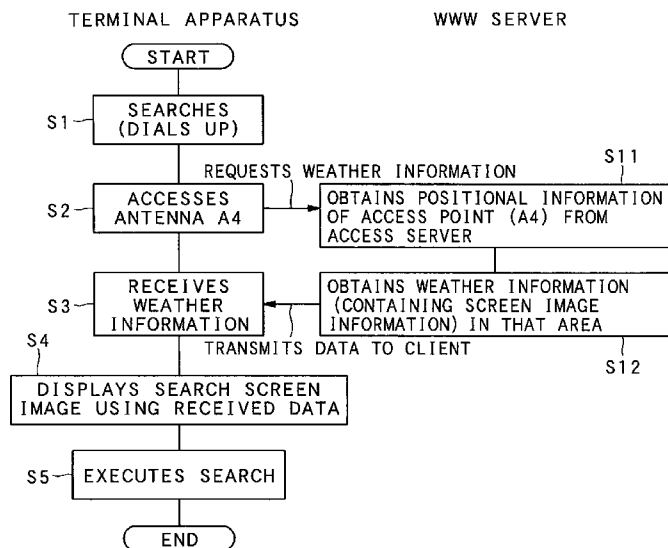 TERMINAL APPARATUS
WWW SERVER
START
S1
SEARCHES
(DIALS UP)
REQUESTS WEATHER INFORMATION
S11
S2
ACCESSES
ANTENNA A4
OBTAINS POSITIONAL INFORMATION
OF ACCESS POINT (A4) FROM
ACCESS SERVER
S3
RECEIVES
WEATHER
INFORMATION
OBTAINS WEATHER INFORMATION
(CONTAINING SCREEN IMAGE
INFORMATION) IN THAT AREA
TRANSMITS DATA TO CLIENT
S12
S4
DISPLAYS SEARCH SCREEN
IMAGE USING RECEIVED DATA
S5
EXECUTES SEARCH
END